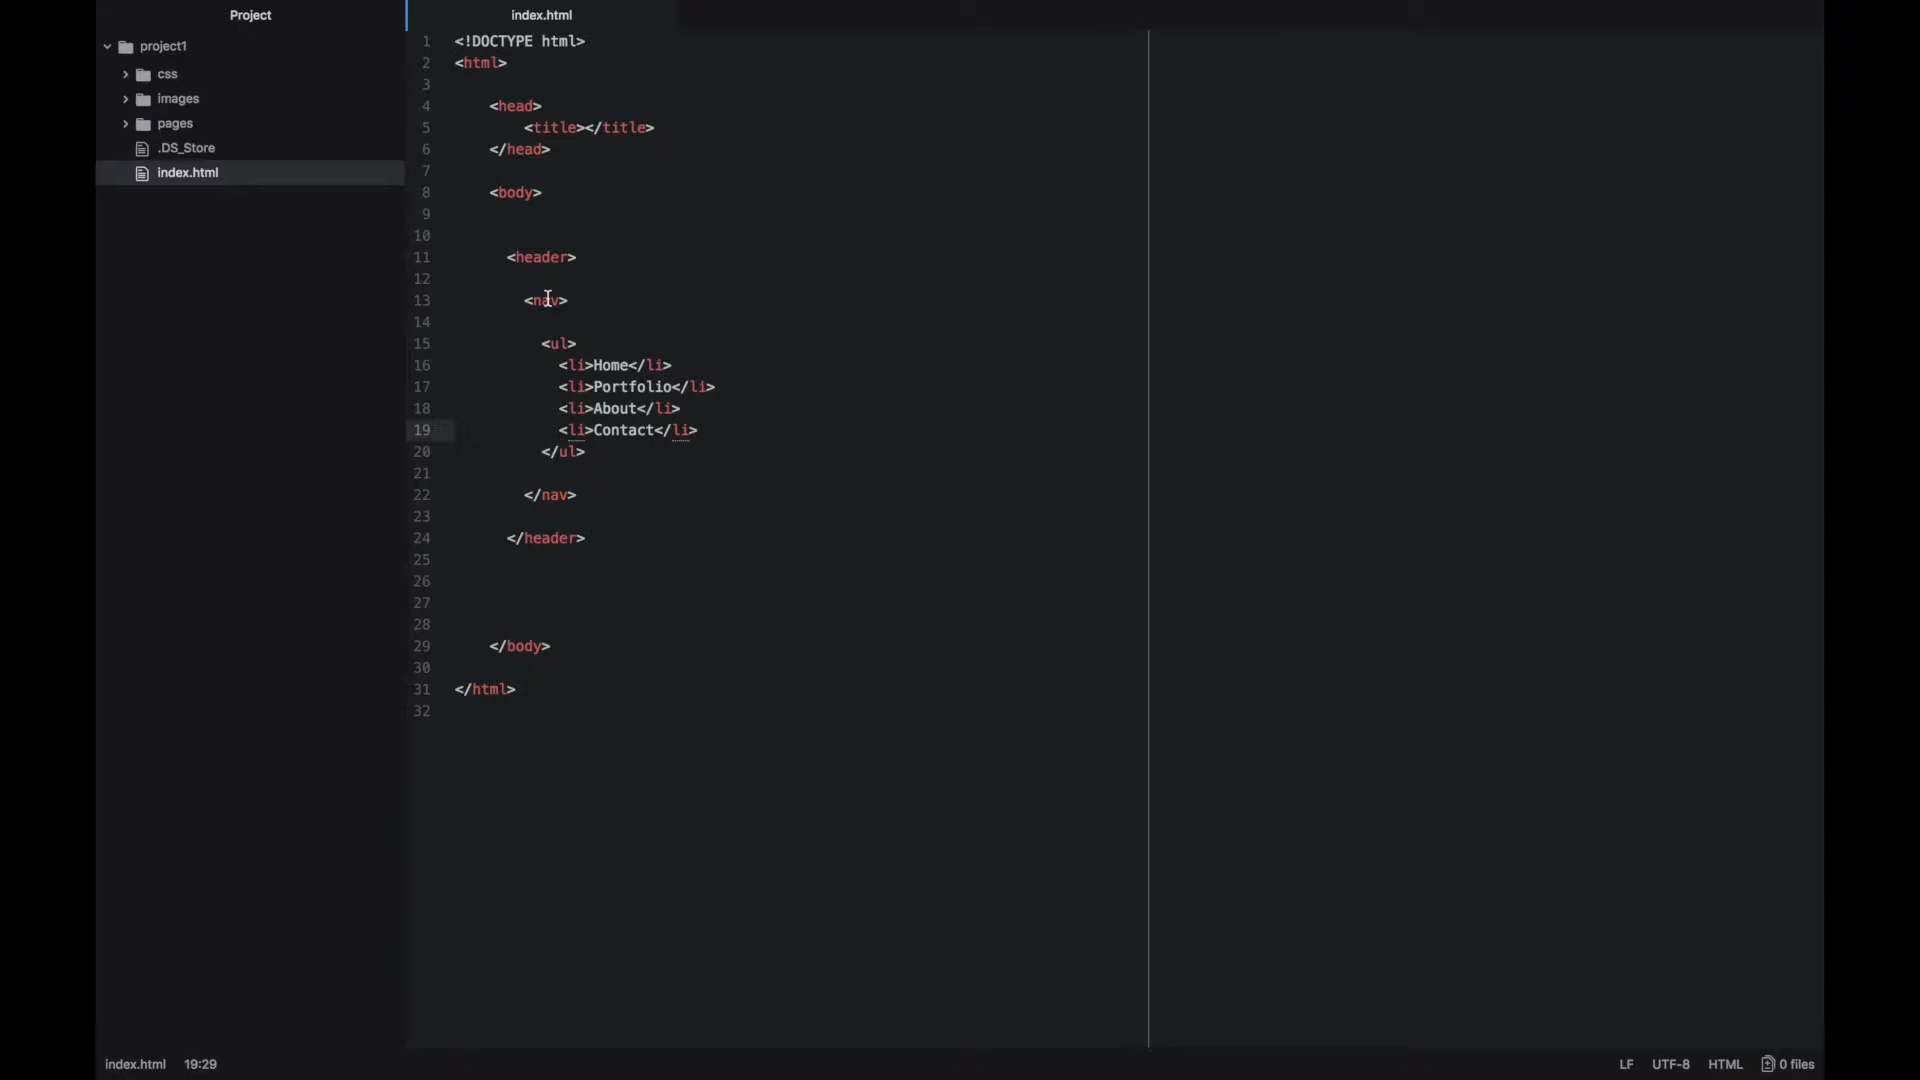 Project
index.html
project1
css
images
pages
.DS_Store
index.html
1 <!DOCTYPE html>
2 <html>
3
4 <head>
5 <title></title>
6 </head>
7
8 <body>
9
10
11 <header>
12
13 <nav>
14
15 <ul>
16 <li>Home</li>
17 <li>Portfolio</li>
18 <li>About</li>
19 <li>Contact</li>
20 </ul>
21
22 </nav>
23
24 </header>
25
26
27
28
29 </body>
30
31 </html>
32
index.html 19:29
LF UTF-8 HTML 0 files